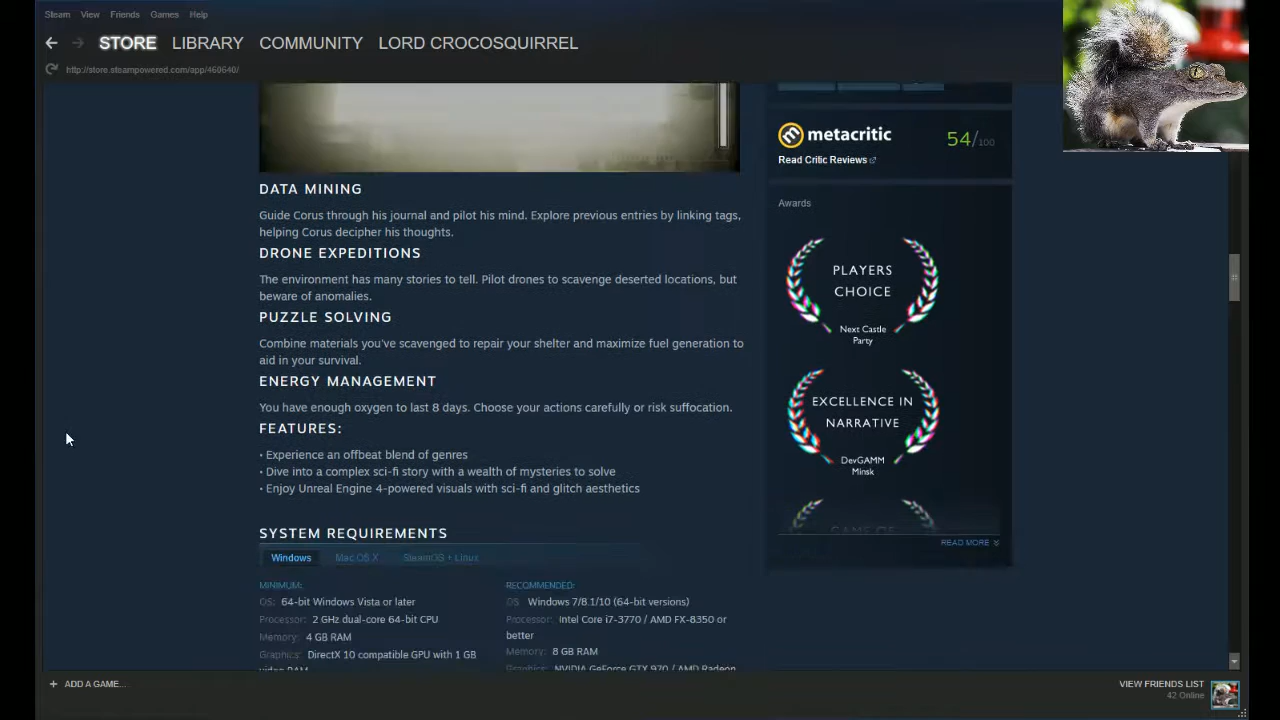 Steam View Friends Games Help
STORE LIBRARY COMMUNITY LORD CROCOSQUIRREL
http://store.steampowered.com/app/460640/
metacritic 54/100
Read Critic Reviews
DATA MINING
Guide Corus through his journal and pilot his mind. Explore previous entries by linking tags,
helping Corus decipher his thoughts.
DRONE EXPEDITIONS
The environment has many stories to tell. Pilot drones to scavenge deserted locations, but
beware of anomalies.
PUZZLE SOLVING
Combine materials you've scavenged to repair your shelter and maximize fuel generation to
aid in your survival.
ENERGY MANAGEMENT
You have enough oxygen to last 8 days. Choose your actions carefully or risk suffocation.
FEATURES:
• Experience an offbeat blend of genres
• Dive into a complex sci-fi story with a wealth of mysteries to solve
• Enjoy Unreal Engine 4-powered visuals with sci-fi and glitch aesthetics
Awards
PLAYERS
CHOICE
Next Castle
Party
EXCELLENCE IN
NARRATIVE
DevGAMM
Minsk
READ MORE
SYSTEM REQUIREMENTS
Windows Mac OS X SteamOS + Linux
MINIMUM:
OS: 64-bit Windows Vista or later
Processor: 2 GHz dual-core 64-bit CPU
Memory: 4 GB RAM
Graphics: DirectX 10 compatible GPU with 1 GB
video RAM
RECOMMENDED:
OS Windows 7/8.1/10 (64-bit versions)
Processor: Intel Core i7-3770 / AMD FX-8350 or
better
Memory: 8 GB RAM
Graphics: NVIDIA GeForce GTX 970 / AMD Radeon
+ ADD A GAME...
VIEW FRIENDS LIST
42 Online